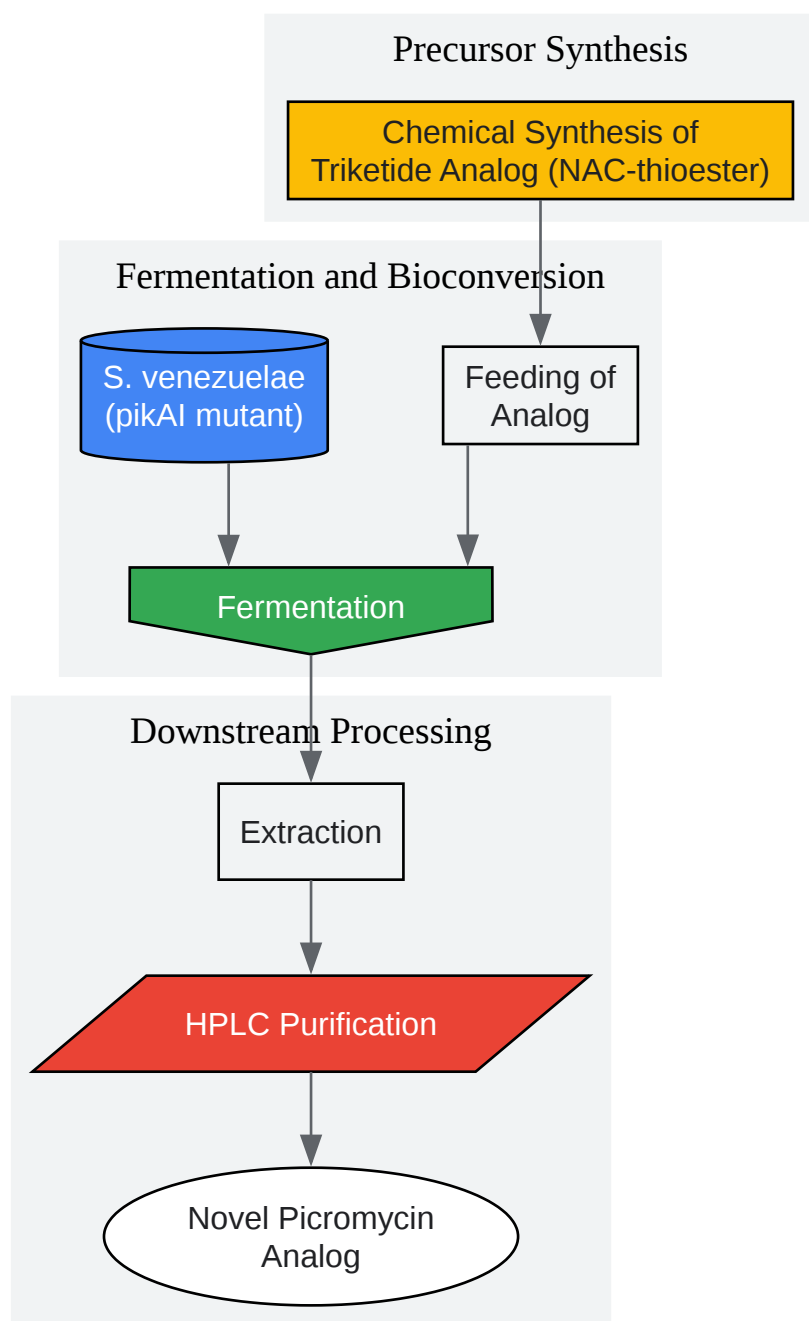 Precursor Synthesis
Chemical Synthesis of
Triketide Analog (NAC-thioester)
Fermentation and Bioconversion
S. venezuelae
(pikAI mutant)
Feeding of
Analog
Fermentation
Downstream Processing
Extraction
HPLC Purification
Novel Picromycin
Analog